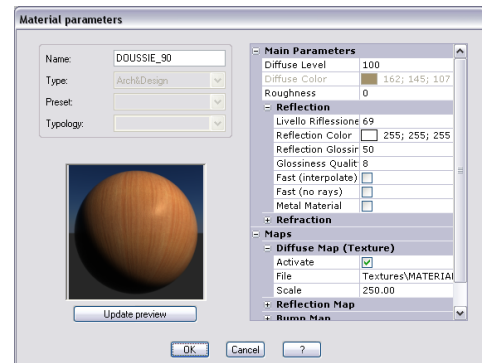 Material parameters
Name: DOUSSIE_90
Type: Arch&Design
Preset:
Typology:
Update preview
Main Parameters
Diffuse Level 100
Diffuse Color 162; 145; 107
Roughness 0
Reflection
Livello Riflessione 69
Reflection Color 255; 255; 255
Reflection Glossir 50
Glossiness Qualit 8
Fast (interpolate)
Fast (no rays)
Metal Material
Refraction
Maps
Diffuse Map (Texture)
Activate
File Textures\MATERIAL
Scale 250.00
Reflection Map
Bump Map
OK Cancel ?